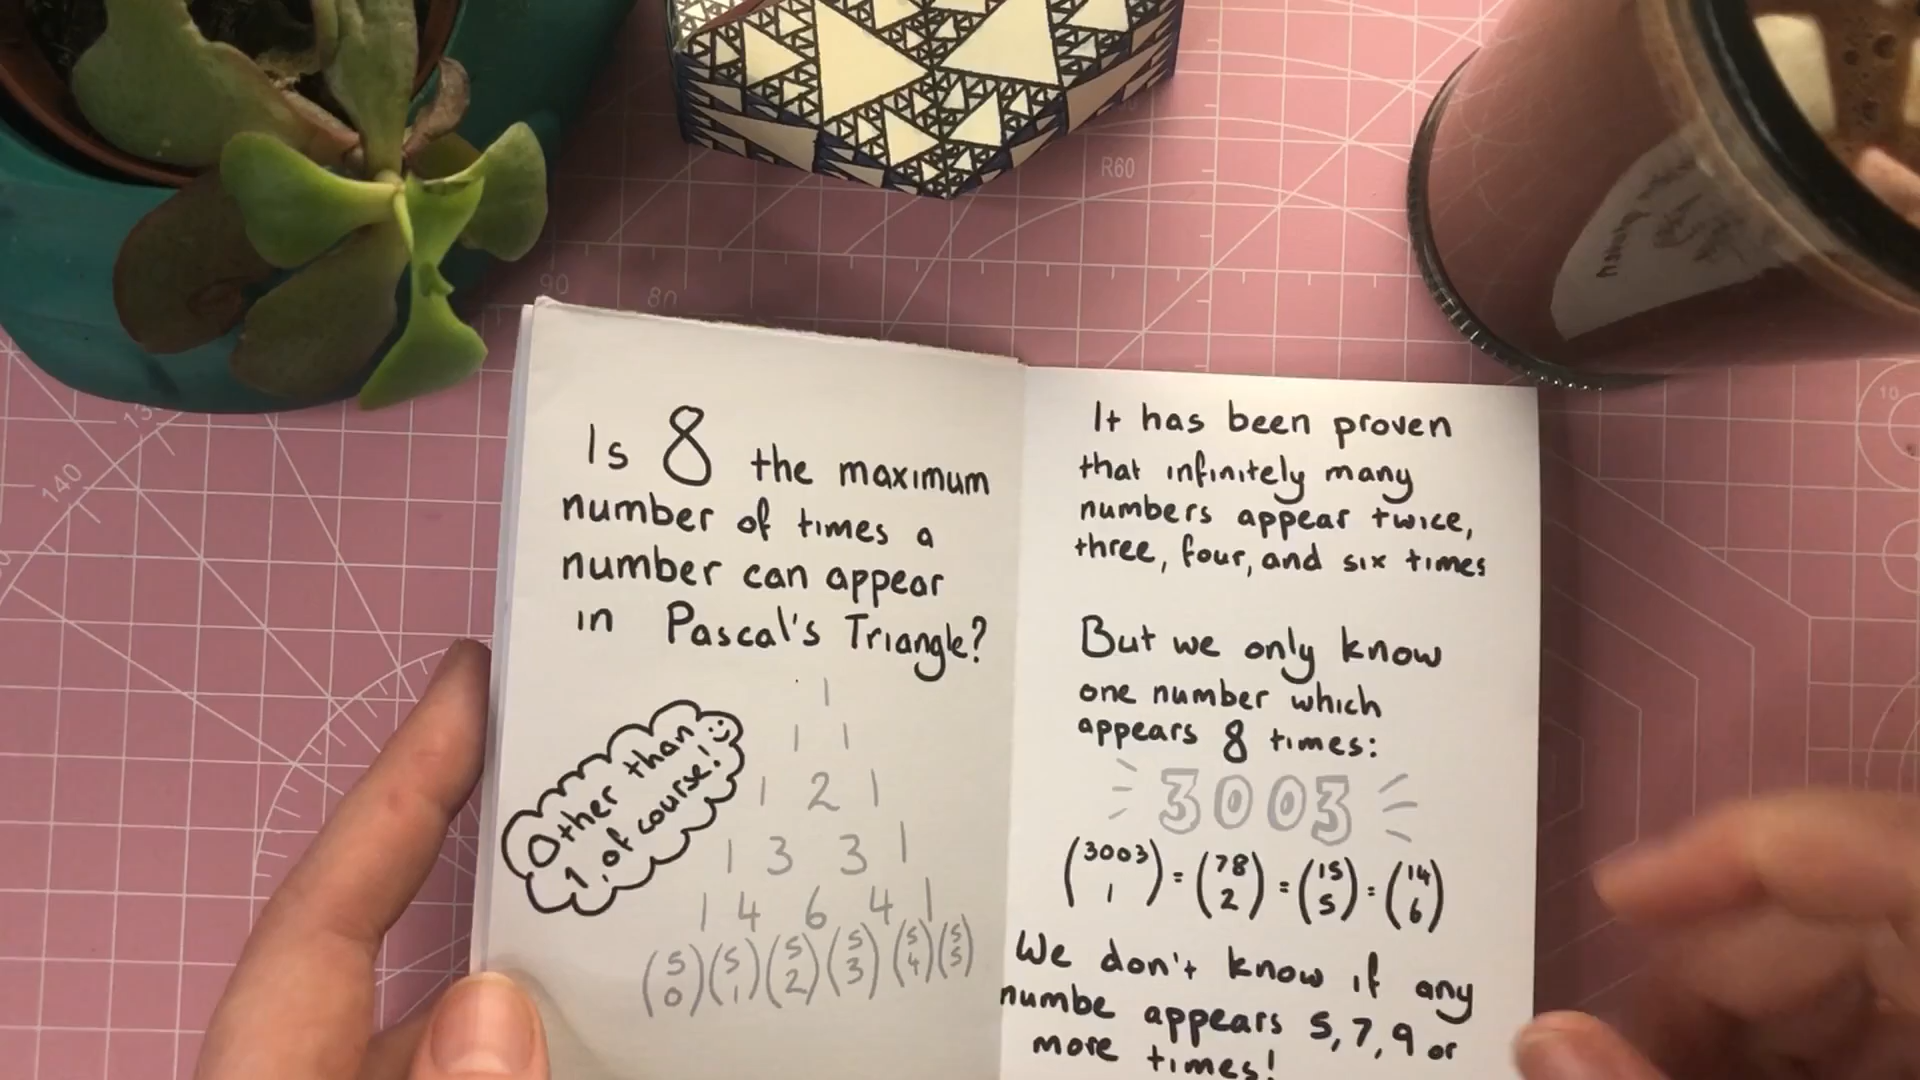 R60
90
80
140
10
Is 8 the maximum
number of times a
number can appear
in Pascal's Triangle?
Other than
1, of course!
1
1 1
1 2 1
1 3 3 1
1 4 6 4 1
(5 0) (5 1) (5 2) (5 3) (5 4) (5 5)
It has been proven
that infinitely many
numbers appear twice,
three, four, and six times
But we only know
one number which
appears 8 times:
3003
(3003 1) = (78 2) = (15 5) = (14 6)
We don't know if any
numbe appears 5, 7, 9 or
more times!